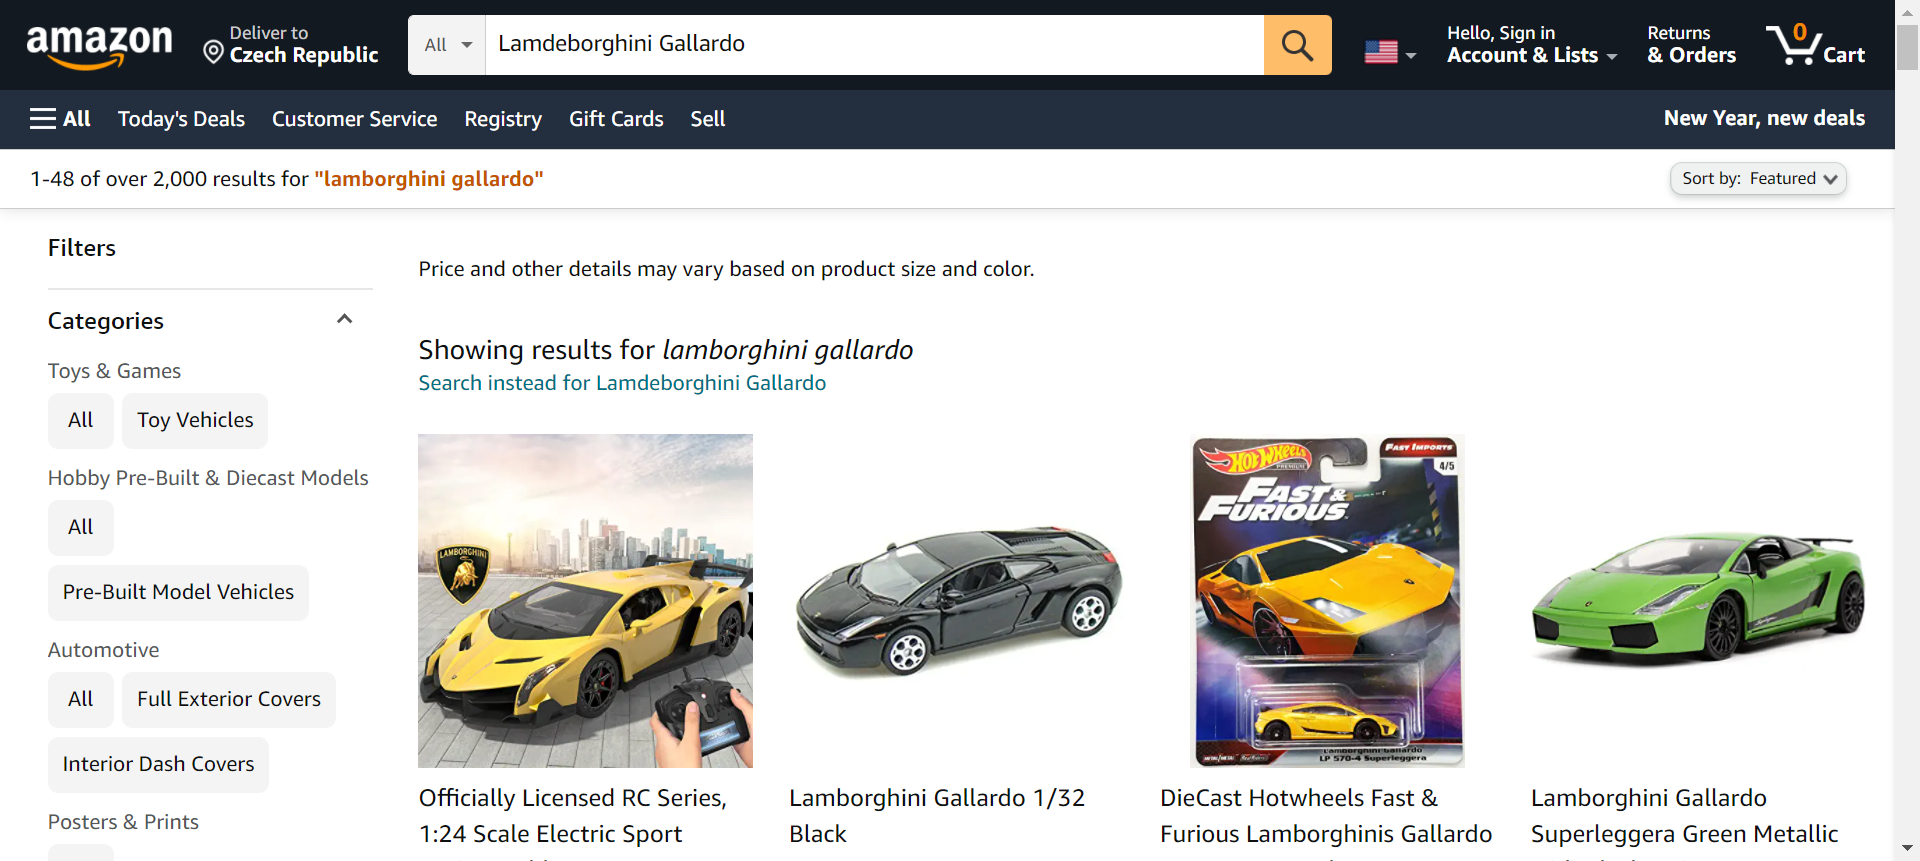 amazon
Deliver to
Czech Republic
All
Lamdeborghini Gallardo
Hello, Sign in
Account & Lists
Returns
& Orders
0
Cart
All
Today's Deals
Customer Service
Registry
Gift Cards
Sell
New Year, new deals
1-48 of over 2,000 results for "lamborghini gallardo"
Sort by: Featured
Filters
Price and other details may vary based on product size and color.
Categories
Showing results for lamborghini gallardo
Search instead for Lamdeborghini Gallardo
Toys & Games
All
Toy Vehicles
Hobby Pre-Built & Diecast Models
All
Pre-Built Model Vehicles
Automotive
All
Full Exterior Covers
Interior Dash Covers
Posters & Prints
LAMBORGHINI
HOT WHEELS
PREMIUM
FAST IMPORTS
4/5
FAST &
FURIOUS
Lamborghini Gallardo
LP 570-4 Superleggera
METAL/METAL
Officially Licensed RC Series,
1:24 Scale Electric Sport
Lamborghini Gallardo 1/32
Black
DieCast Hotwheels Fast &
Furious Lamborghinis Gallardo
Lamborghini Gallardo
Superleggera Green Metallic